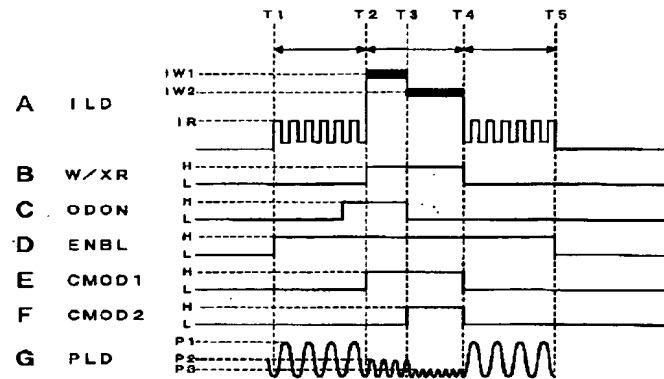 T1 T2 T3 T4 T5
IW1
IW2
A ILD
IR
B W/XR H
L
C ODON H
L
D ENBL H
L
E CMOD1 H
L
F CMOD2 H
L
G PLD P1
P2
P3